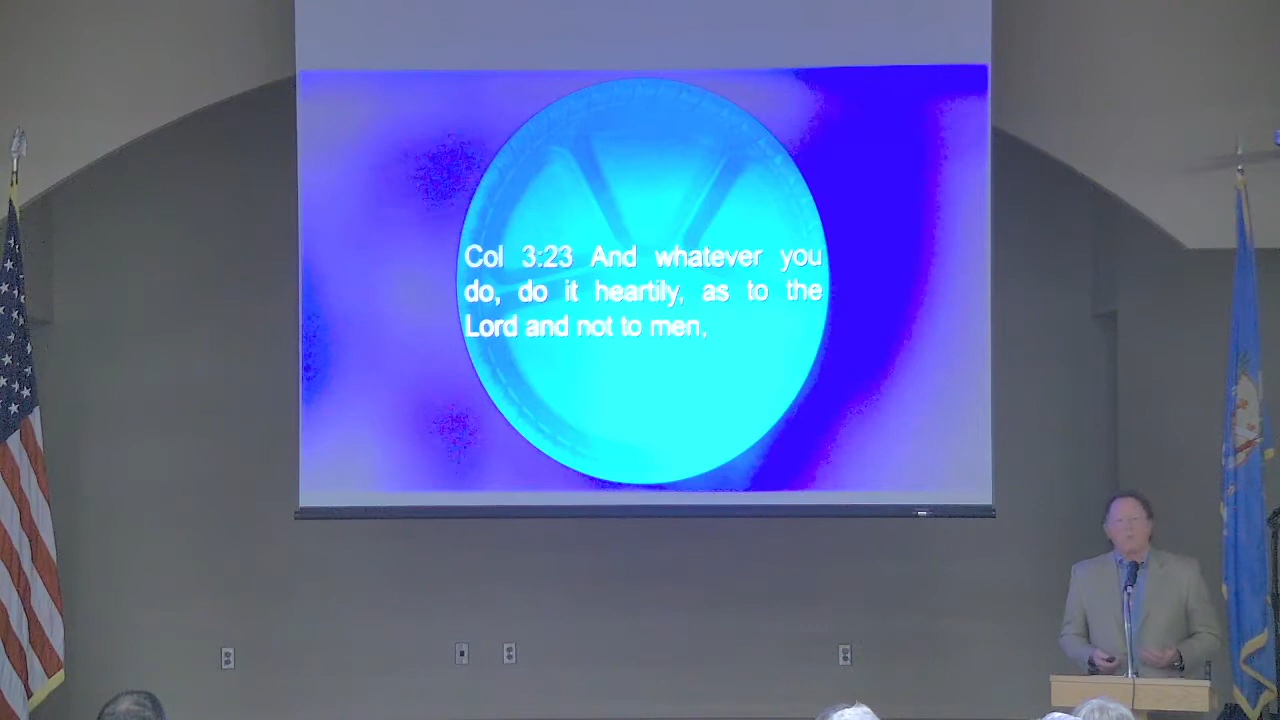 Col 3:23 And whatever you
do, do it heartily, as to the
Lord and not to men,